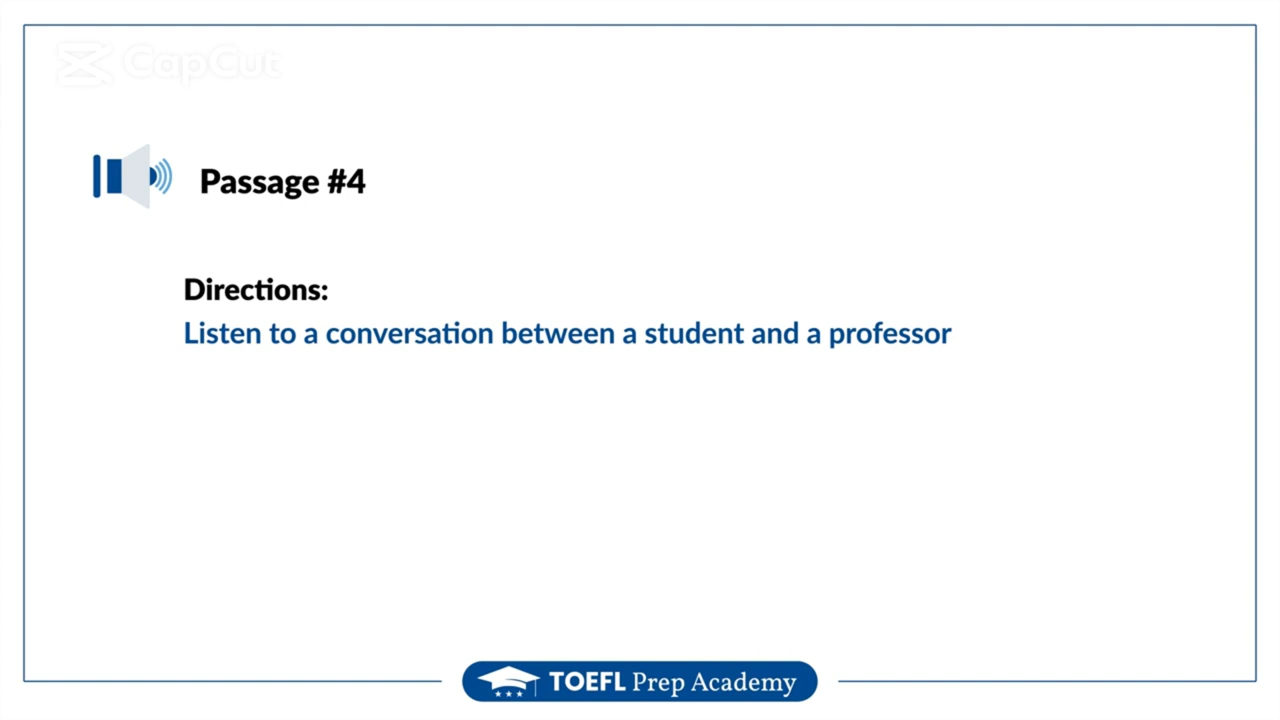 CapCut
Passage #4
Directions:
Listen to a conversation between a student and a professor
TOEFL Prep Academy